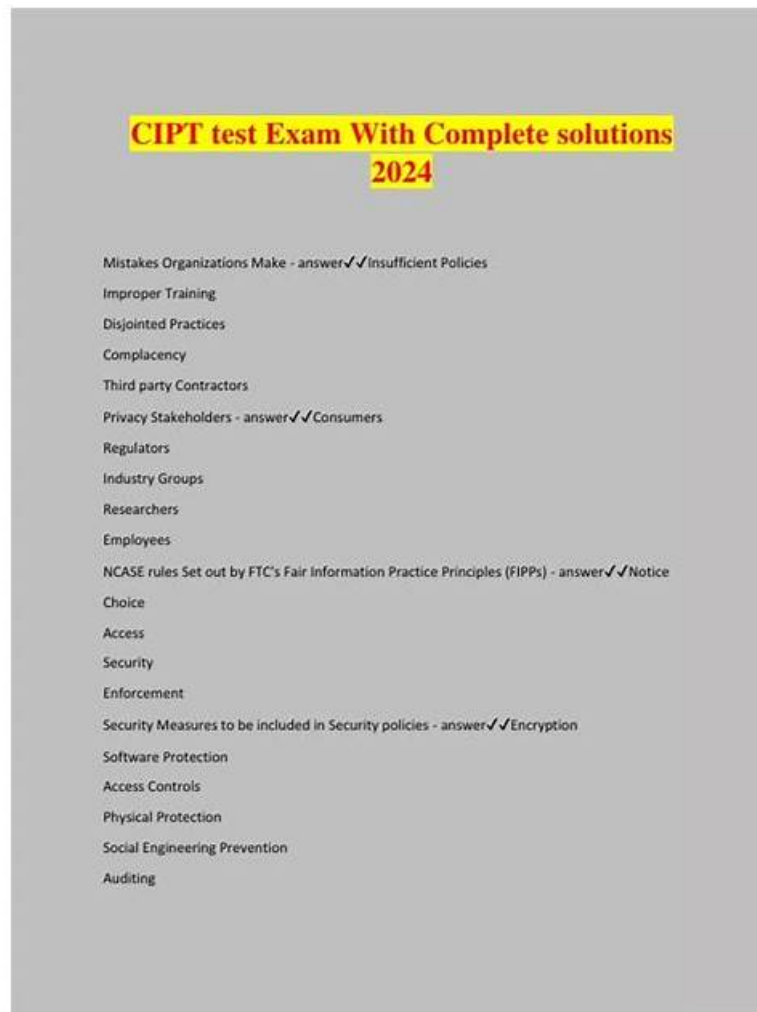 CIPT test Exam With Complete solutions
2024
Mistakes Organizations Make - answer✓✓Insufficient Policies
Improper Training
Disjointed Practices
Complacency
Third party Contractors
Privacy Stakeholders - answer✓✓Consumers
Regulators
Industry Groups
Researchers
Employees
NCASE rules Set out by FTC's Fair Information Practice Principles (FIPPs) - answer✓✓Notice
Choice
Access
Security
Enforcement
Security Measures to be included in Security policies - answer✓✓Encryption
Software Protection
Access Controls
Physical Protection
Social Engineering Prevention
Auditing